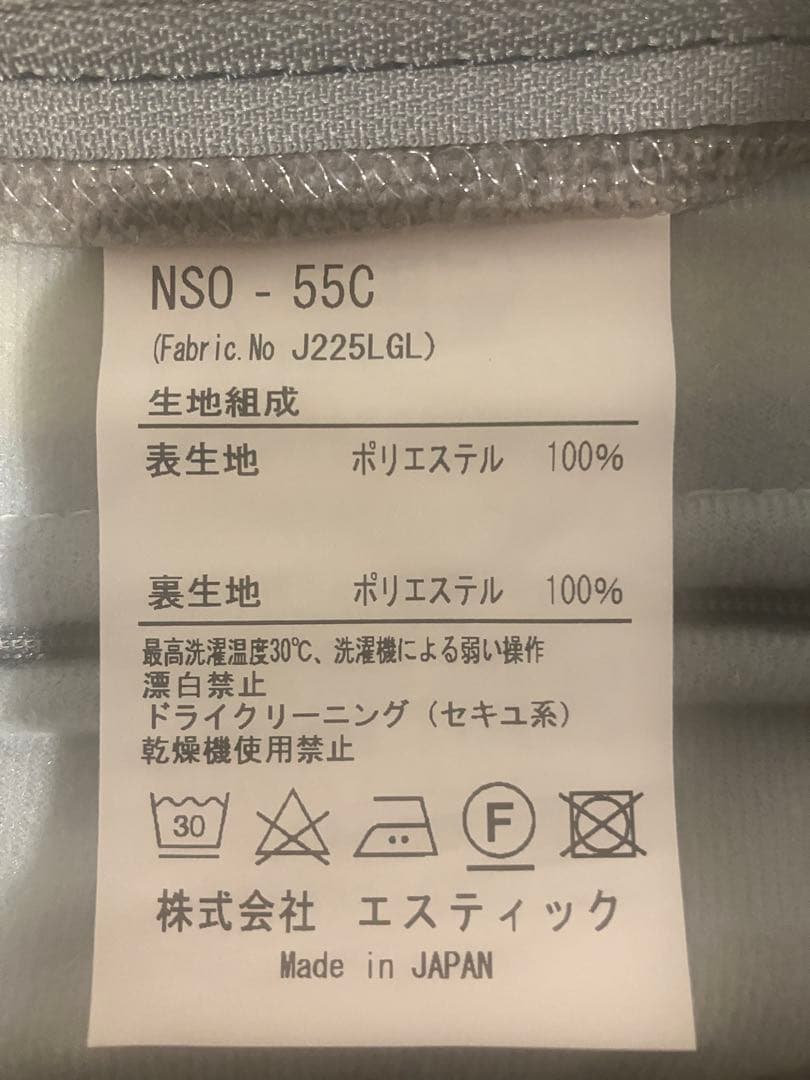 NSO - 55C
(Fabric.No J225LGL)
生地組成
表生地 ポリエステル 100%
裏生地 ポリエステル 100%
最高洗濯温度30℃、洗濯機による弱い操作
漂白禁止
ドライクリーニング(セキユ系)
乾燥機使用禁止
30 F
株式会社 エスティック
Made in JAPAN